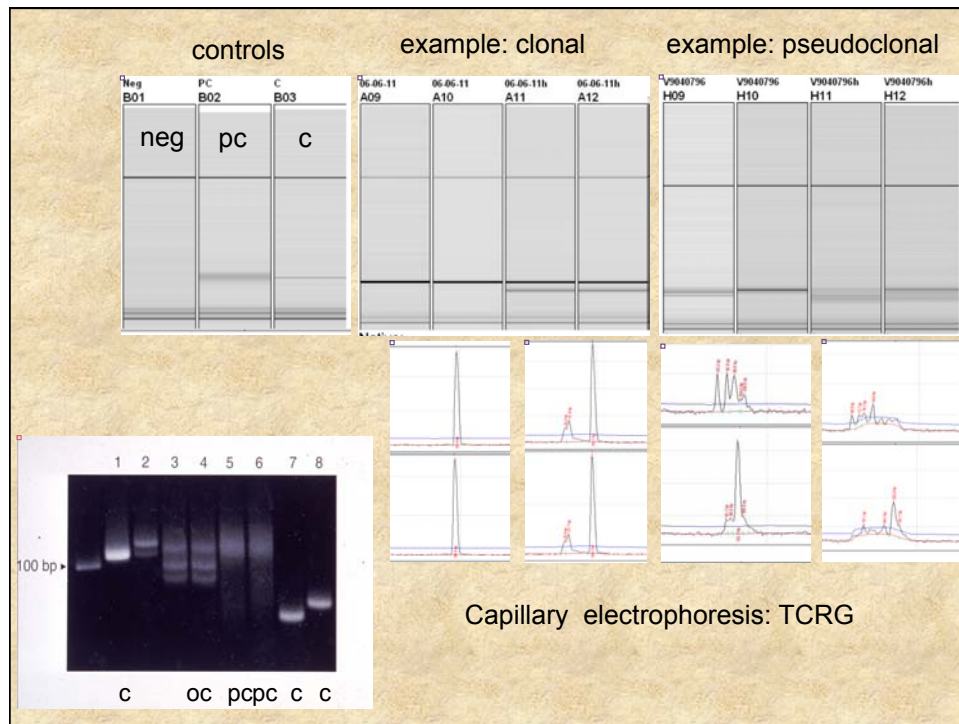 controls
example: clonal
example: pseudoclonal
Neg PC C
B01 B02 B03
neg pc c
06-06-11 06-06-11 06-06-11h 06-06-11h
A09 A10 A11 A12
V9040796 V9040796 V9040796h V9040796h
H09 H10 H11 H12
1 2 3 4 5 6 7 8
100 bp
c oc pcpc c c
Capillary electrophoresis: TCRG